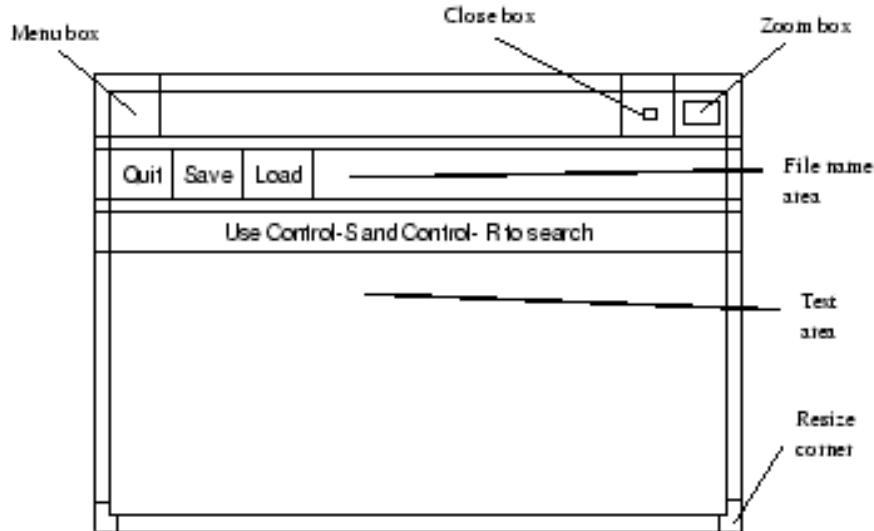 Close box
Menu box
Zoom box
Quit Save Load
File name
area
Use Control-S and Control- R to search
Test
area
Resize
corner